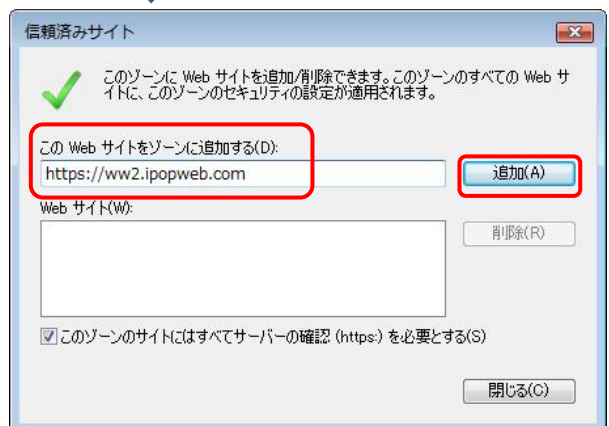 信頼済みサイト
このゾーンに Web サイトを追加/削除できます。このゾーンのすべての Web サ
イトに、このゾーンのセキュリティの設定が適用されます。
この Web サイトをゾーンに追加する(D):
https://ww2.ipopweb.com
追加(A)
Web サイト(W):
削除(R)
このゾーンのサイトにはすべてサーバーの確認 (https:) を必要とする(S)
閉じる(C)